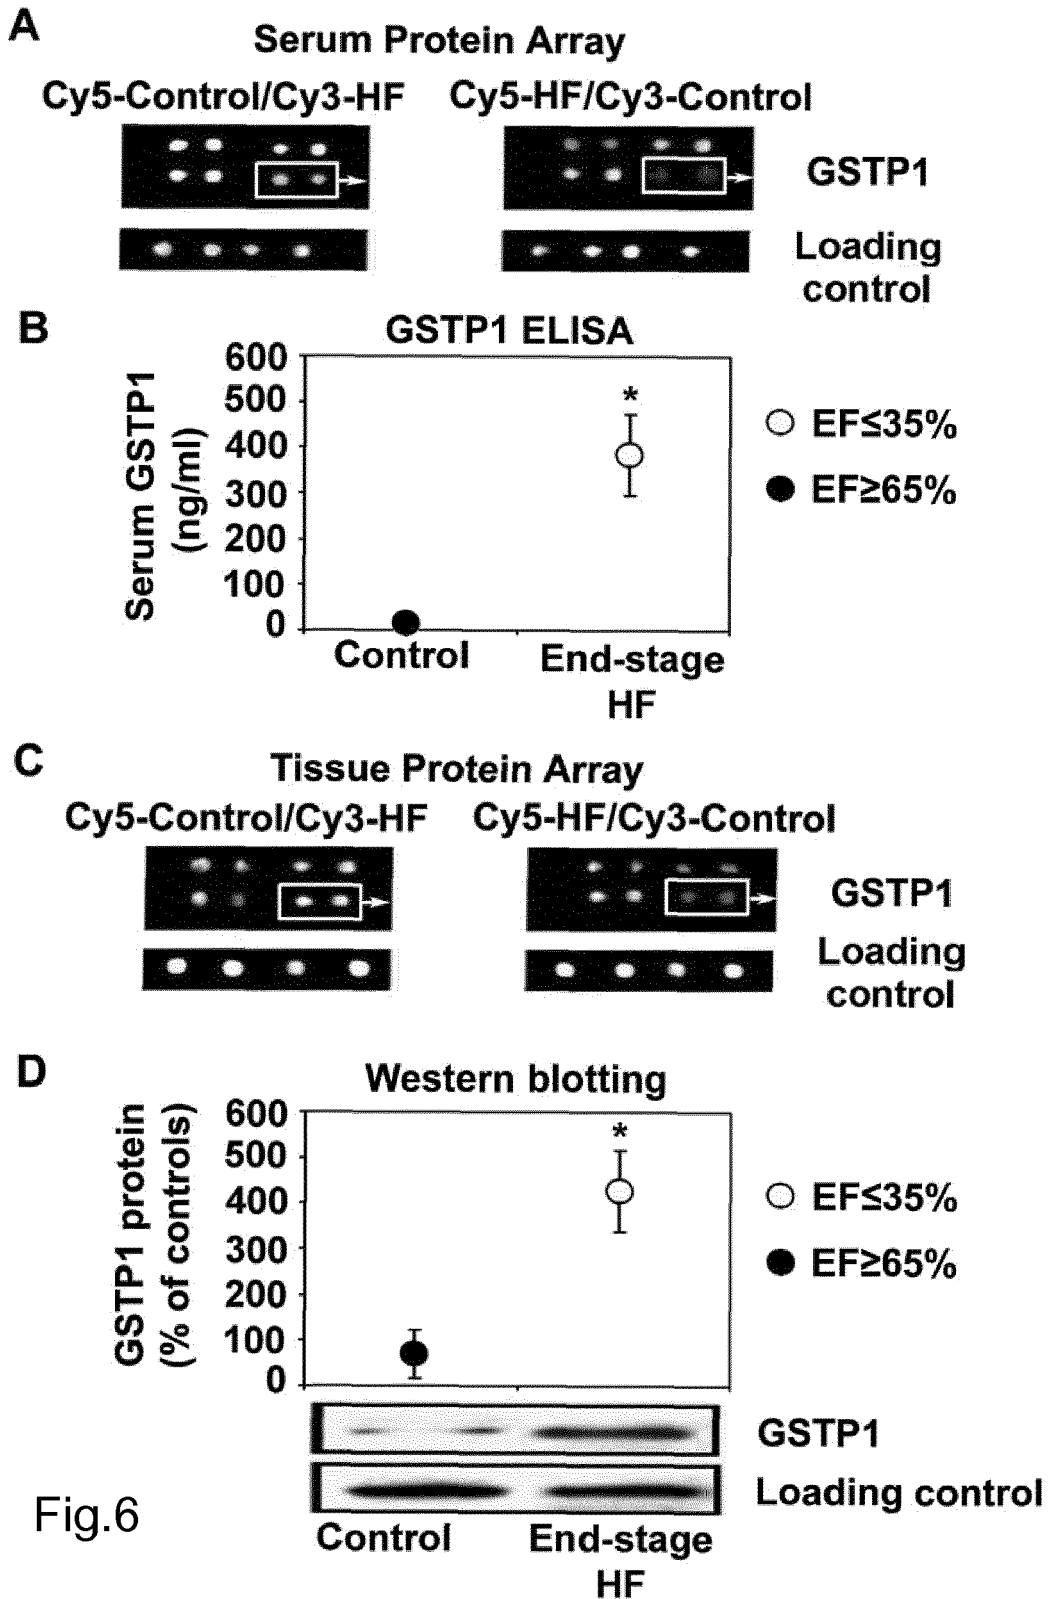 A
Serum Protein Array
Cy5-Control/Cy3-HF
Cy5-HF/Cy3-Control
GSTP1
Loading
control
B
GSTP1 ELISA
Serum GSTP1
(ng/ml)
600
500
400
300
200
100
0
*
EF≤35%
EF≥65%
Control
End-stage
HF
C
Tissue Protein Array
Cy5-Control/Cy3-HF
Cy5-HF/Cy3-Control
GSTP1
Loading
control
D
Western blotting
GSTP1 protein
(% of controls)
600
500
400
300
200
100
0
*
EF≤35%
EF≥65%
GSTP1
Loading control
Control
End-stage
HF
Fig.6